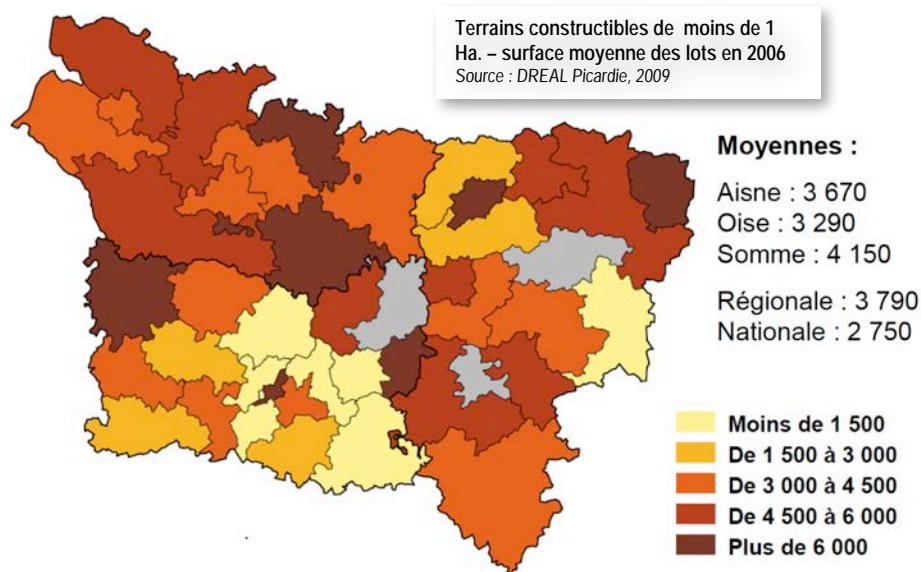 Terrains constructibles de moins de 1
Ha. – surface moyenne des lots en 2006
Source : DREAL Picardie, 2009
Moyennes :
Aisne : 3 670
Oise : 3 290
Somme : 4 150
Régionale : 3 790
Nationale : 2 750
Moins de 1 500
De 1 500 à 3 000
De 3 000 à 4 500
De 4 500 à 6 000
Plus de 6 000